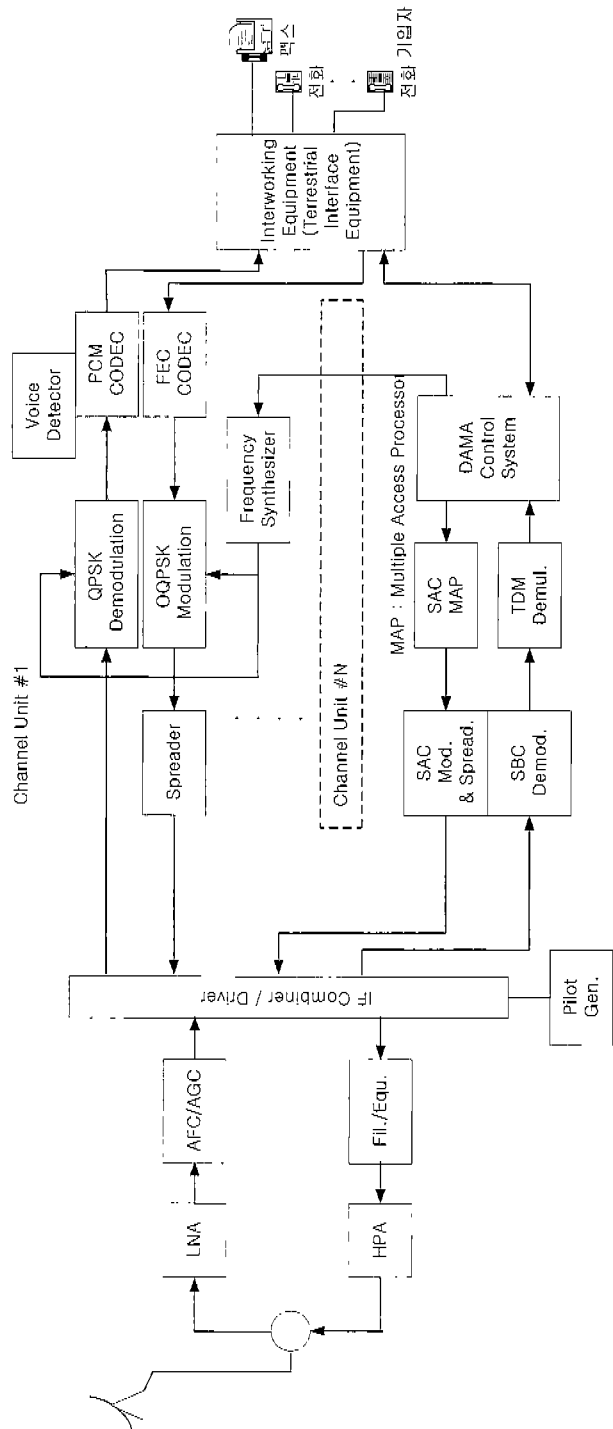 Channel Unit #1
LNA
AFC/AGC
IF Combiner / Driver
HPA
Fil./Equ.
Pilot
Gen.
QPSK
Demodulation
Voice
Detector
PCM
CODEC
Spreader
OQPSK
Modulation
FEC
CODEC
Frequency
Synthesizer
Channel Unit #N
MAP : Multiple Access Processor
SAC
Mod.
& Spread.
SAC
MAP
SBC
Demod.
TDM
Demul.
DAMA
Control
System
Interworking
Equipment
(Terrestrial
Interface
Equipment)
팩스
전화
전화 가입자